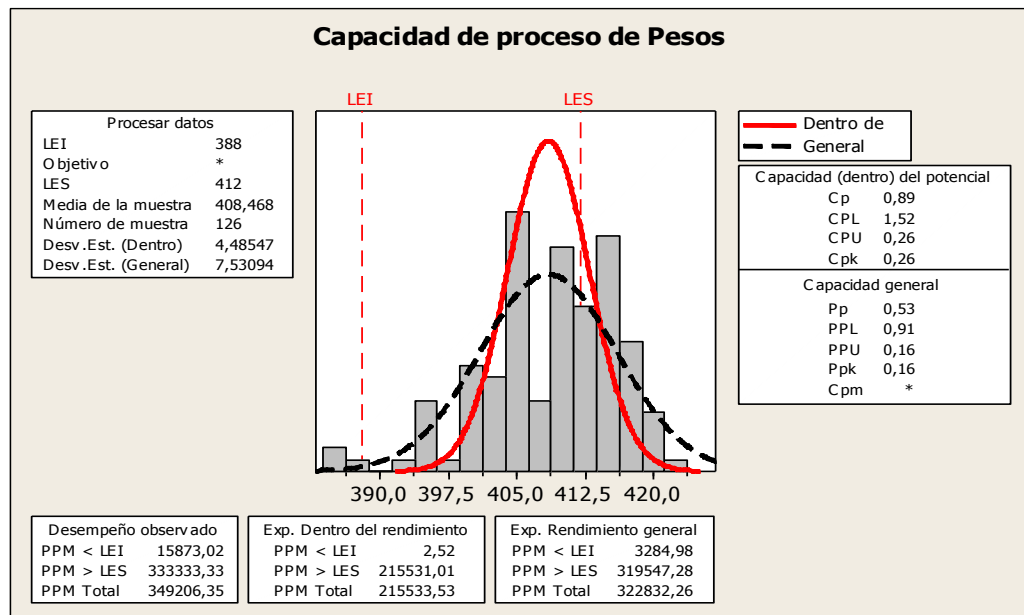 Capacidad de proceso de Pesos
LEI LES
Procesar datos
LEI 388
Objetivo *
LES 412
Media de la muestra 408,468
Número de muestra 126
Desv.Est. (Dentro) 4,48547
Desv.Est. (General) 7,53094
Dentro de
General
Capacidad (dentro) del potencial
Cp 0,89
CPL 1,52
CPU 0,26
Cpk 0,26
Capacidad general
Pp 0,53
PPL 0,91
PPU 0,16
Ppk 0,16
Cpm *
390,0 397,5 405,0 412,5 420,0
Desempeño observado
PPM < LEI 15873,02
PPM > LES 333333,33
PPM Total 349206,35
Exp. Dentro del rendimiento
PPM < LEI 2,52
PPM > LES 215531,01
PPM Total 215533,53
Exp. Rendimiento general
PPM < LEI 3284,98
PPM > LES 319547,28
PPM Total 322832,26